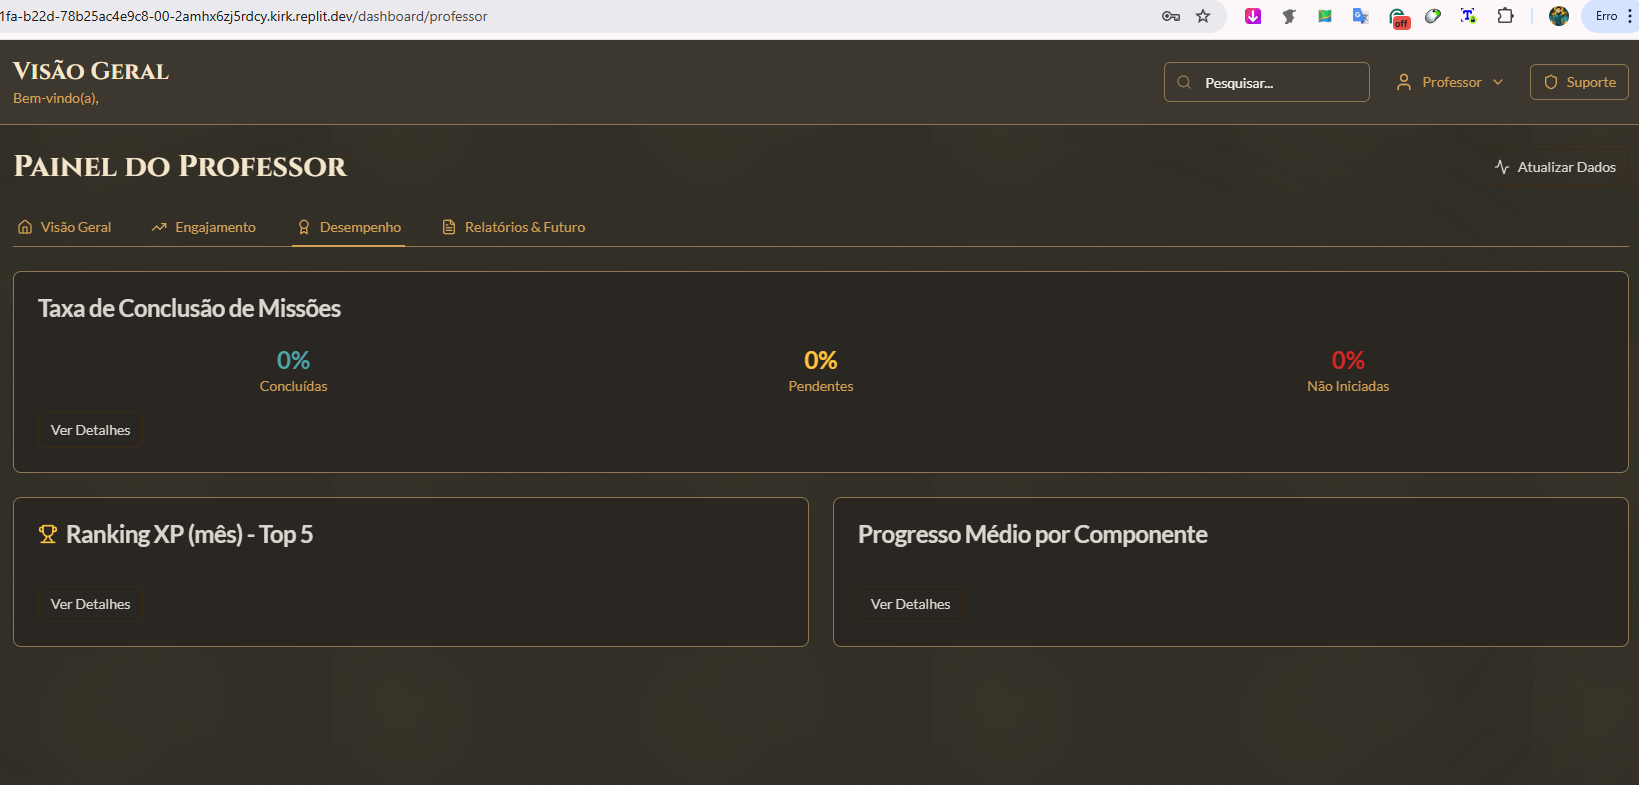 1fa-b22d-78b25ac4e9c8-00-2amhx6zj5rdcy.kirk.replit.dev/dashboard/professor
off
Erro
Visão Geral
Bem-vindo(a),
Pesquisar...
Professor
Suporte
Painel do Professor
Atualizar Dados
Visão Geral
Engajamento
Desempenho
Relatórios & Futuro
Taxa de Conclusão de Missões
0%
Concluídas
0%
Pendentes
0%
Não Iniciadas
Ver Detalhes
Ranking XP (mês) - Top 5
Ver Detalhes
Progresso Médio por Componente
Ver Detalhes